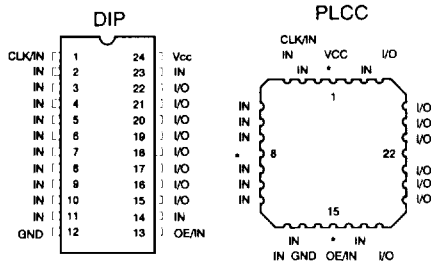 DIP
PLCC
CLK/IN 1 24 Vcc
IN 2 23 IN
IN 3 22 I/O
IN 4 21 I/O
IN 5 20 I/O
IN 6 19 I/O
IN 7 18 I/O
IN 8 17 I/O
IN 9 16 I/O
IN 10 15 I/O
IN 11 14 IN
GND 12 13 OE/IN
CLK/IN
IN VCC I/O
IN * IN
1
IN I/O
IN I/O
IN I/O
* 8 22
IN I/O
IN I/O
IN I/O
15
IN * IN
IN GND OE/IN I/O